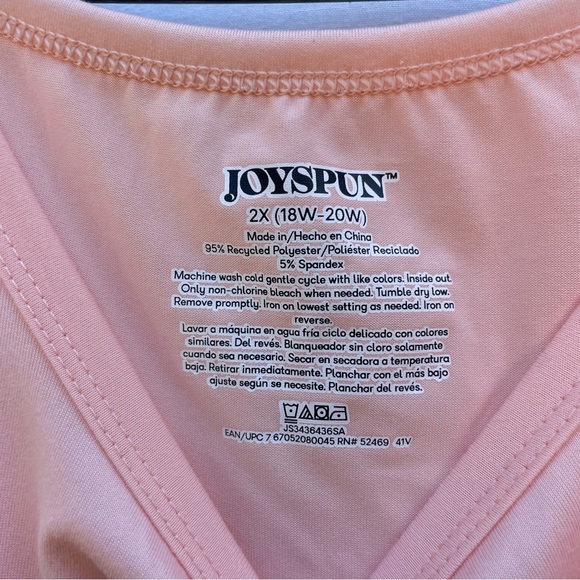 JOYSPUN™
2X (18W-20W)
Made in/Hecho en China
95% Recycled Polyester/Poliéster Reciclado
5% Spandex
Machine wash cold gentle cycle with like colors. Inside out.
Only non-chlorine bleach when needed. Tumble dry low.
Remove promptly. Iron on lowest setting as needed. Iron on
reverse.
Lavar a máquina en agua fría ciclo delicado con colores
similares. Del revés. Blanqueador sin cloro solamente
cuando sea necesario. Secar en secadora a temperatura
baja. Retirar inmediatamente. Planchar con el más bajo
ajuste según se necesite. Planchar del revés.
JS3436436SA
EAN/UPC 7 67052080045 RN# 52469 41V